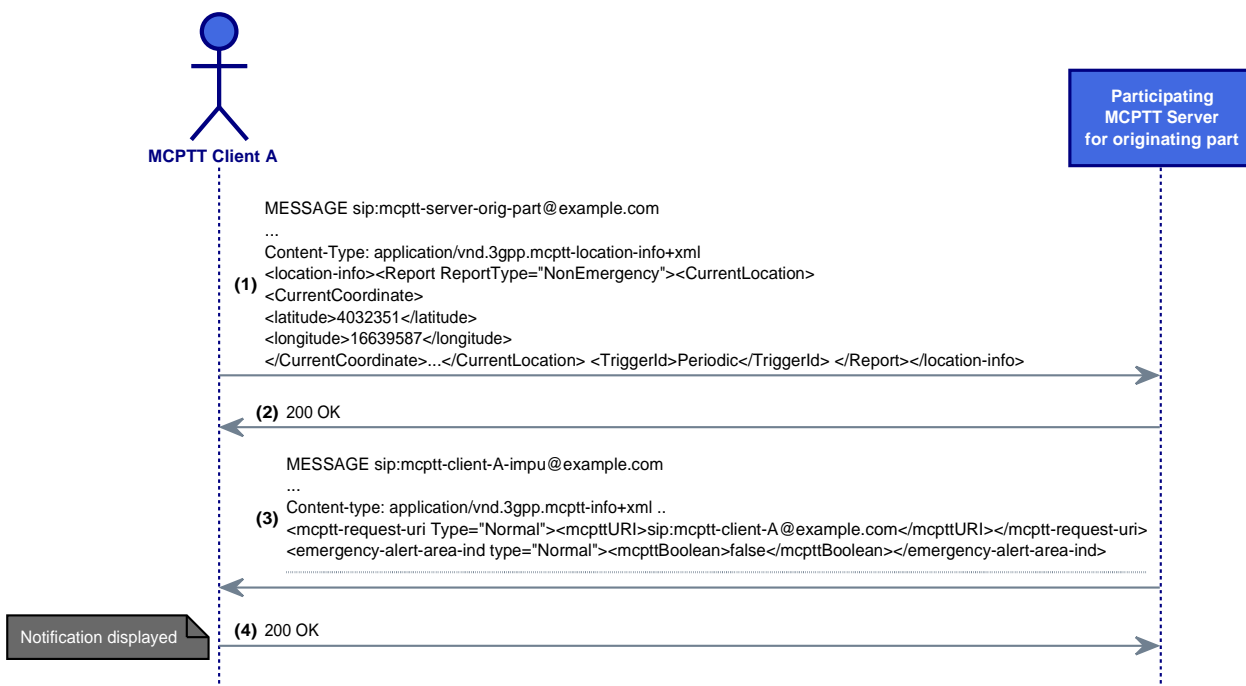 Participating
MCPTT Server
for originating part
MCPTT Client A
MESSAGE sip:mcptt-server-orig-part@example.com
...
Content-Type: application/vnd.3gpp.mcptt-location-info+xml
(1) <location-info><Report ReportType="NonEmergency"><CurrentLocation>
<CurrentCoordinate>
<latitude>4032351</latitude>
<longitude>16639587</longitude>
</CurrentCoordinate>...</CurrentLocation> <TriggerId>Periodic</TriggerId> </Report></location-info>
(2) 200 OK
MESSAGE sip:mcptt-client-A-impu@example.com
...
Content-type: application/vnd.3gpp.mcptt-info+xml ..
(3) <mcptt-request-uri Type="Normal"><mcpttURI>sip:mcptt-client-A@example.com</mcpttURI></mcptt-request-uri>
<emergency-alert-area-ind type="Normal"><mcpttBoolean>false</mcpttBoolean></emergency-alert-area-ind>
Notification displayed
(4) 200 OK